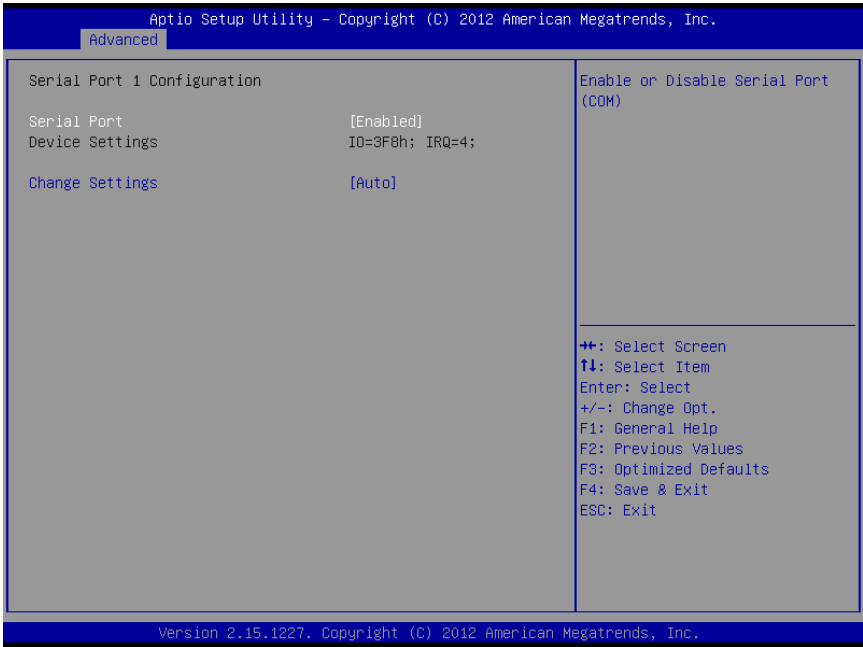 Aptio Setup Utility – Copyright (C) 2012 American Megatrends, Inc.
Advanced
Serial Port 1 Configuration
Serial Port [Enabled]
Device Settings IO=3F8h; IRQ=4;
Change Settings [Auto]
Enable or Disable Serial Port
(COM)
→←: Select Screen
↑↓: Select Item
Enter: Select
+/-: Change Opt.
F1: General Help
F2: Previous Values
F3: Optimized Defaults
F4: Save & Exit
ESC: Exit
Version 2.15.1227. Copyright (C) 2012 American Megatrends, Inc.